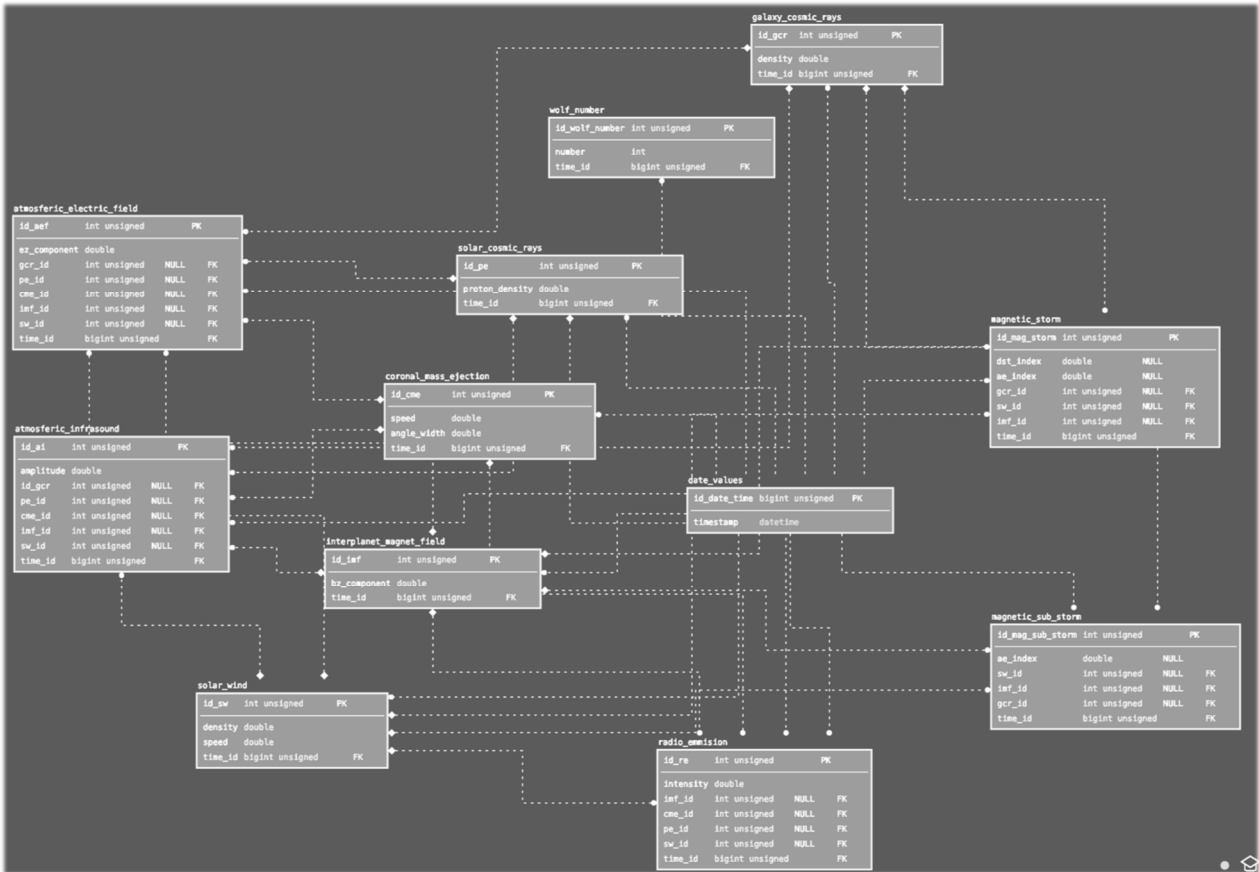 galaxy_cosmic_rays
id_gcr int unsigned PK
density double
time_id bigint unsigned FK
wolf_number
id_wolf_number int unsigned PK
number int
time_id bigint unsigned FK
atmosferic_electric_field
id_aef int unsigned PK
ez_component double
gcr_id int unsigned NULL FK
pe_id int unsigned NULL FK
cme_id int unsigned NULL FK
imf_id int unsigned NULL FK
sw_id int unsigned NULL FK
time_id bigint unsigned FK
solar_cosmic_rays
id_pe int unsigned PK
proton_density double
time_id bigint unsigned FK
magnetic_storm
id_mag_storm int unsigned PK
dst_index double NULL
ae_index double NULL
gcr_id int unsigned NULL FK
sw_id int unsigned NULL FK
imf_id int unsigned NULL FK
time_id bigint unsigned FK
coronal_mass_ejection
id_cme int unsigned PK
speed double
angle_width double
time_id bigint unsigned FK
atmosferic_infrasound
id_ai int unsigned PK
amplitude double
id_gcr int unsigned NULL FK
pe_id int unsigned NULL FK
cme_id int unsigned NULL FK
imf_id int unsigned NULL FK
sw_id int unsigned NULL FK
time_id bigint unsigned FK
date_values
id_date_time bigint unsigned PK
timestamp datetime
interplanet_magnet_field
id_imf int unsigned PK
bz_component double
time_id bigint unsigned FK
magnetic_sub_storm
id_mag_sub_storm int unsigned PK
ae_index double NULL
sw_id int unsigned NULL FK
imf_id int unsigned NULL FK
gcr_id int unsigned NULL FK
time_id bigint unsigned FK
solar_wind
id_sw int unsigned PK
density double
speed double
time_id bigint unsigned FK
radio_emmision
id_re int unsigned PK
intensity double
imf_id int unsigned NULL FK
cme_id int unsigned NULL FK
pe_id int unsigned NULL FK
sw_id int unsigned NULL FK
time_id bigint unsigned FK